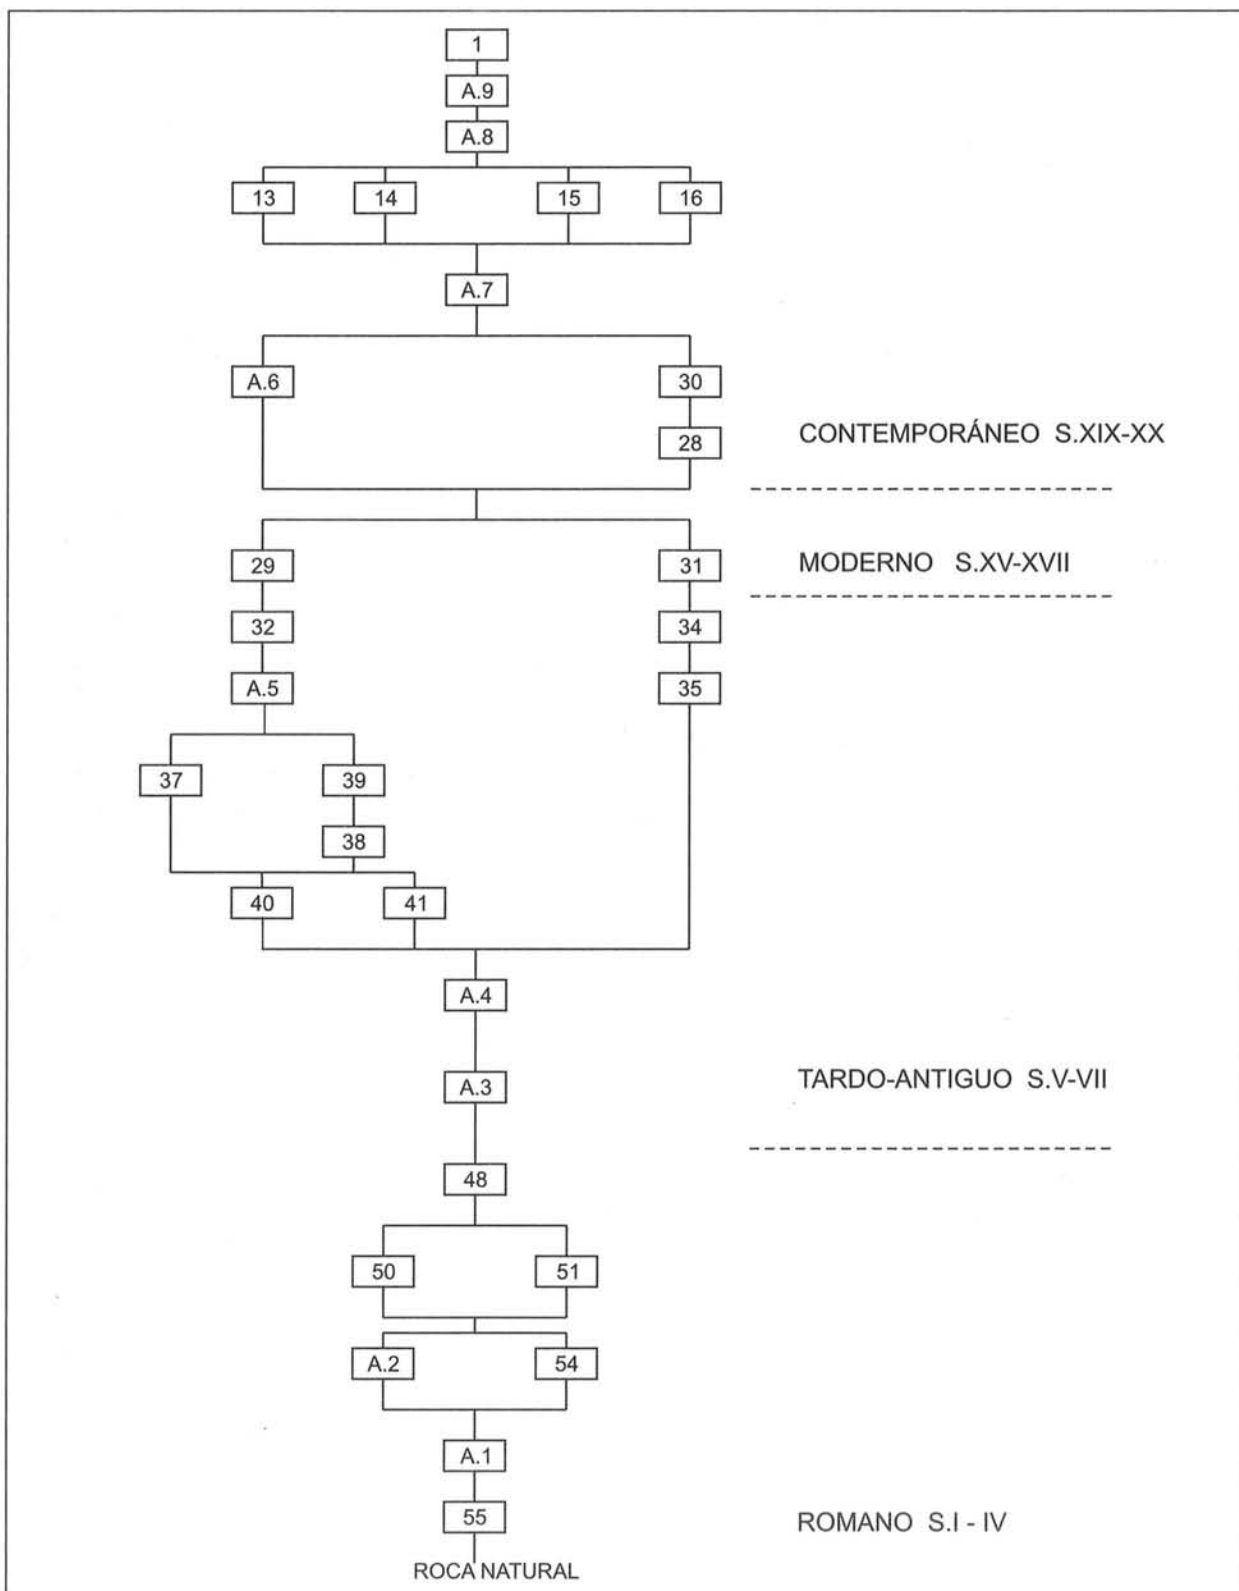 1
A.9
A.8
13 14 15 16
A.7
A.6 30
28
CONTEMPORÁNEO S.XIX-XX
29 31
MODERNO S.XV-XVII
32 34
A.5 35
37 39
38
40 41
A.4
A.3
TARDO-ANTIGUO S.V-VII
48
50 51
A.2 54
A.1
55
ROMANO S.I - IV
ROCA NATURAL